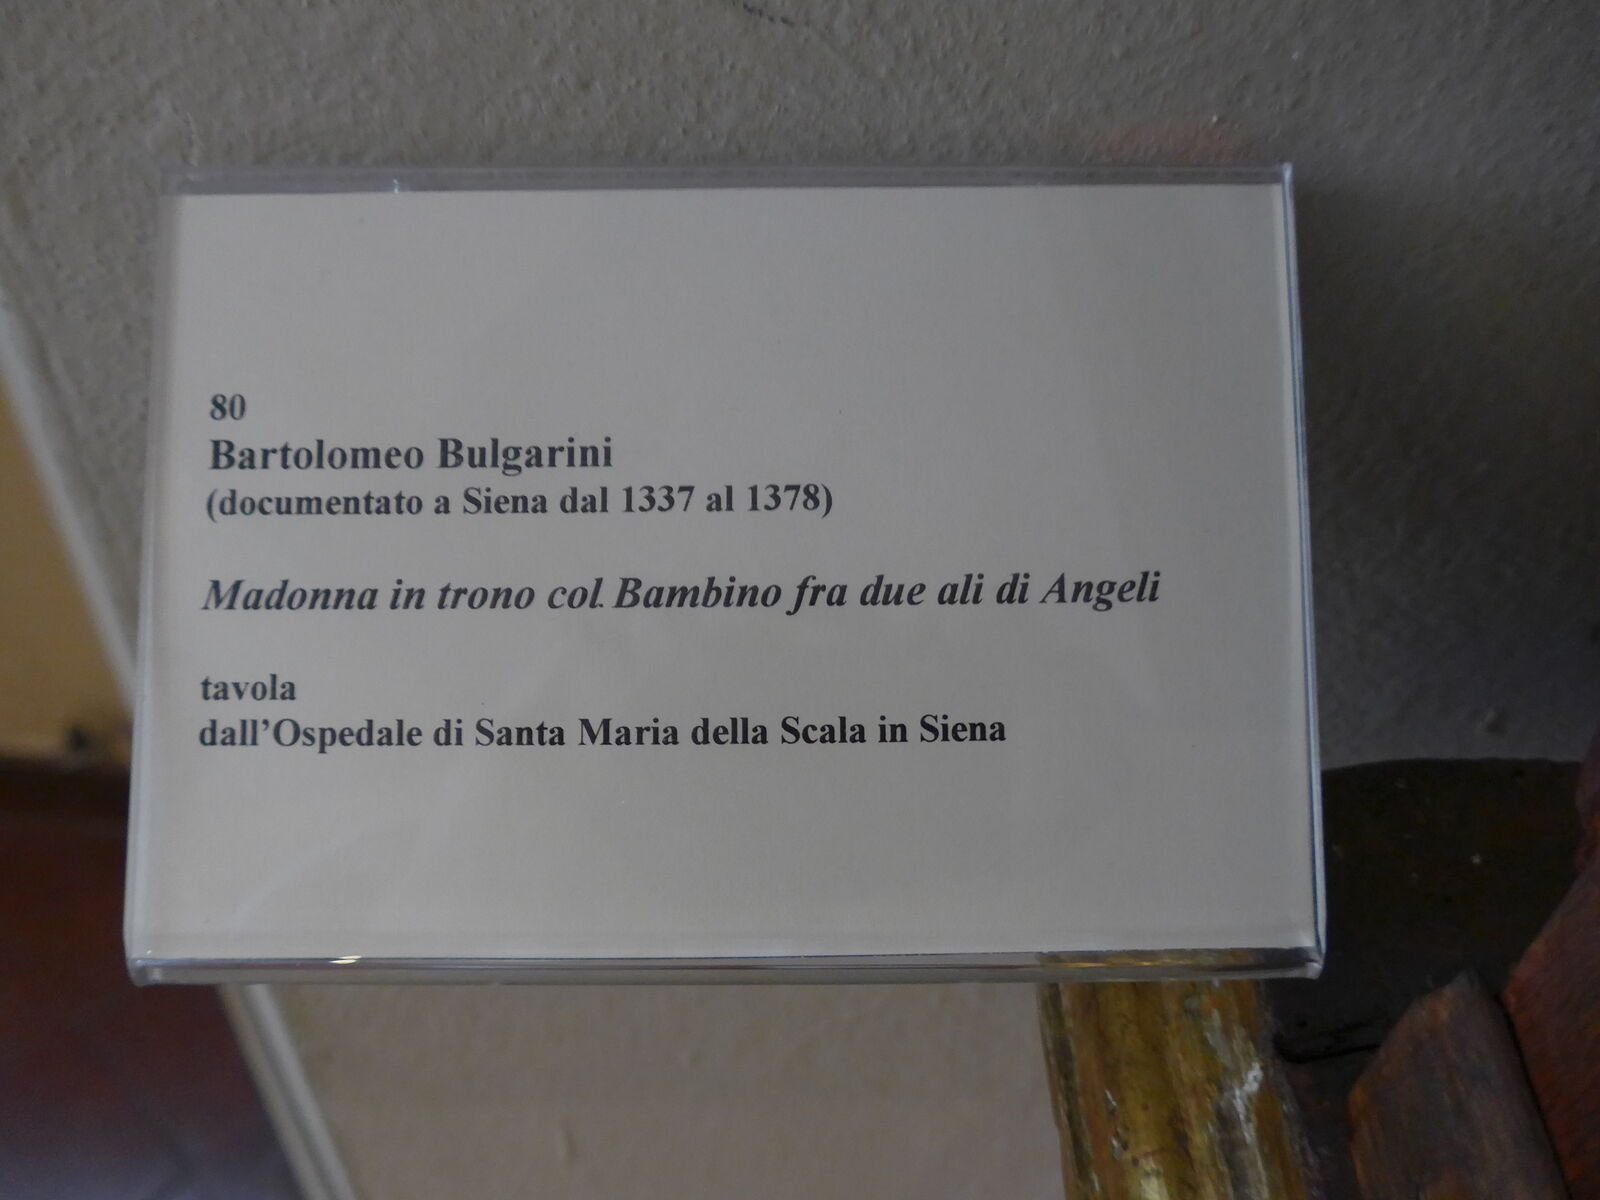 80
Bartolomeo Bulgarini
(documentato a Siena dal 1337 al 1378)
Madonna in trono col Bambino fra due ali di Angeli
tavola
dall’Ospedale di Santa Maria della Scala in Siena